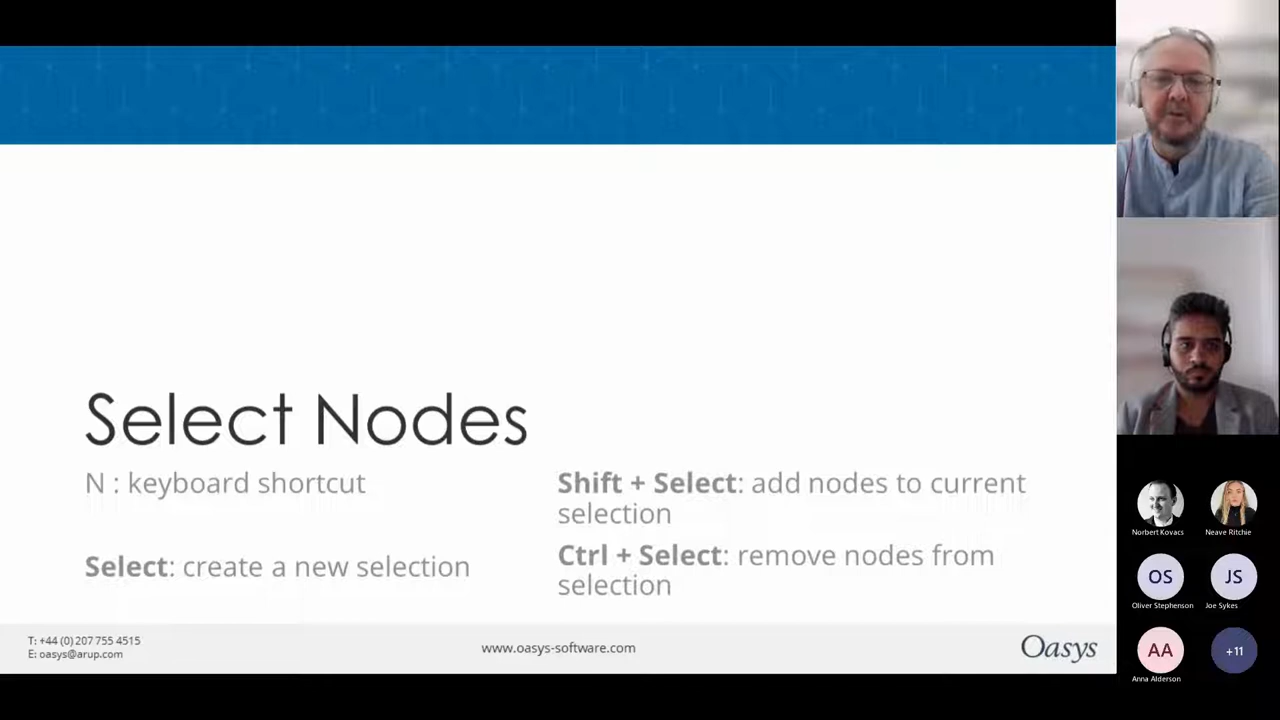 Select Nodes
N : keyboard shortcut
Select: create a new selection
Shift + Select: add nodes to current
selection
Ctrl + Select: remove nodes from
selection
T: +44 (0) 207 755 4515
E: oasys@arup.com
www.oasys-software.com
Oasys
Norbert Kovacs
Neave Ritchie
OS
Oliver Stephenson
JS
Joe Sykes
AA
Anna Alderson
+11